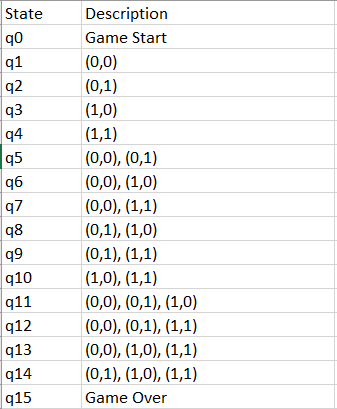 State Description
q0 Game Start
q1 (0,0)
q2 (0,1)
q3 (1,0)
q4 (1,1)
q5 (0,0), (0,1)
q6 (0,0), (1,0)
q7 (0,0), (1,1)
q8 (0,1), (1,0)
q9 (0,1), (1,1)
q10 (1,0), (1,1)
q11 (0,0), (0,1), (1,0)
q12 (0,0), (0,1), (1,1)
q13 (0,0), (1,0), (1,1)
q14 (0,1), (1,0), (1,1)
q15 Game Over